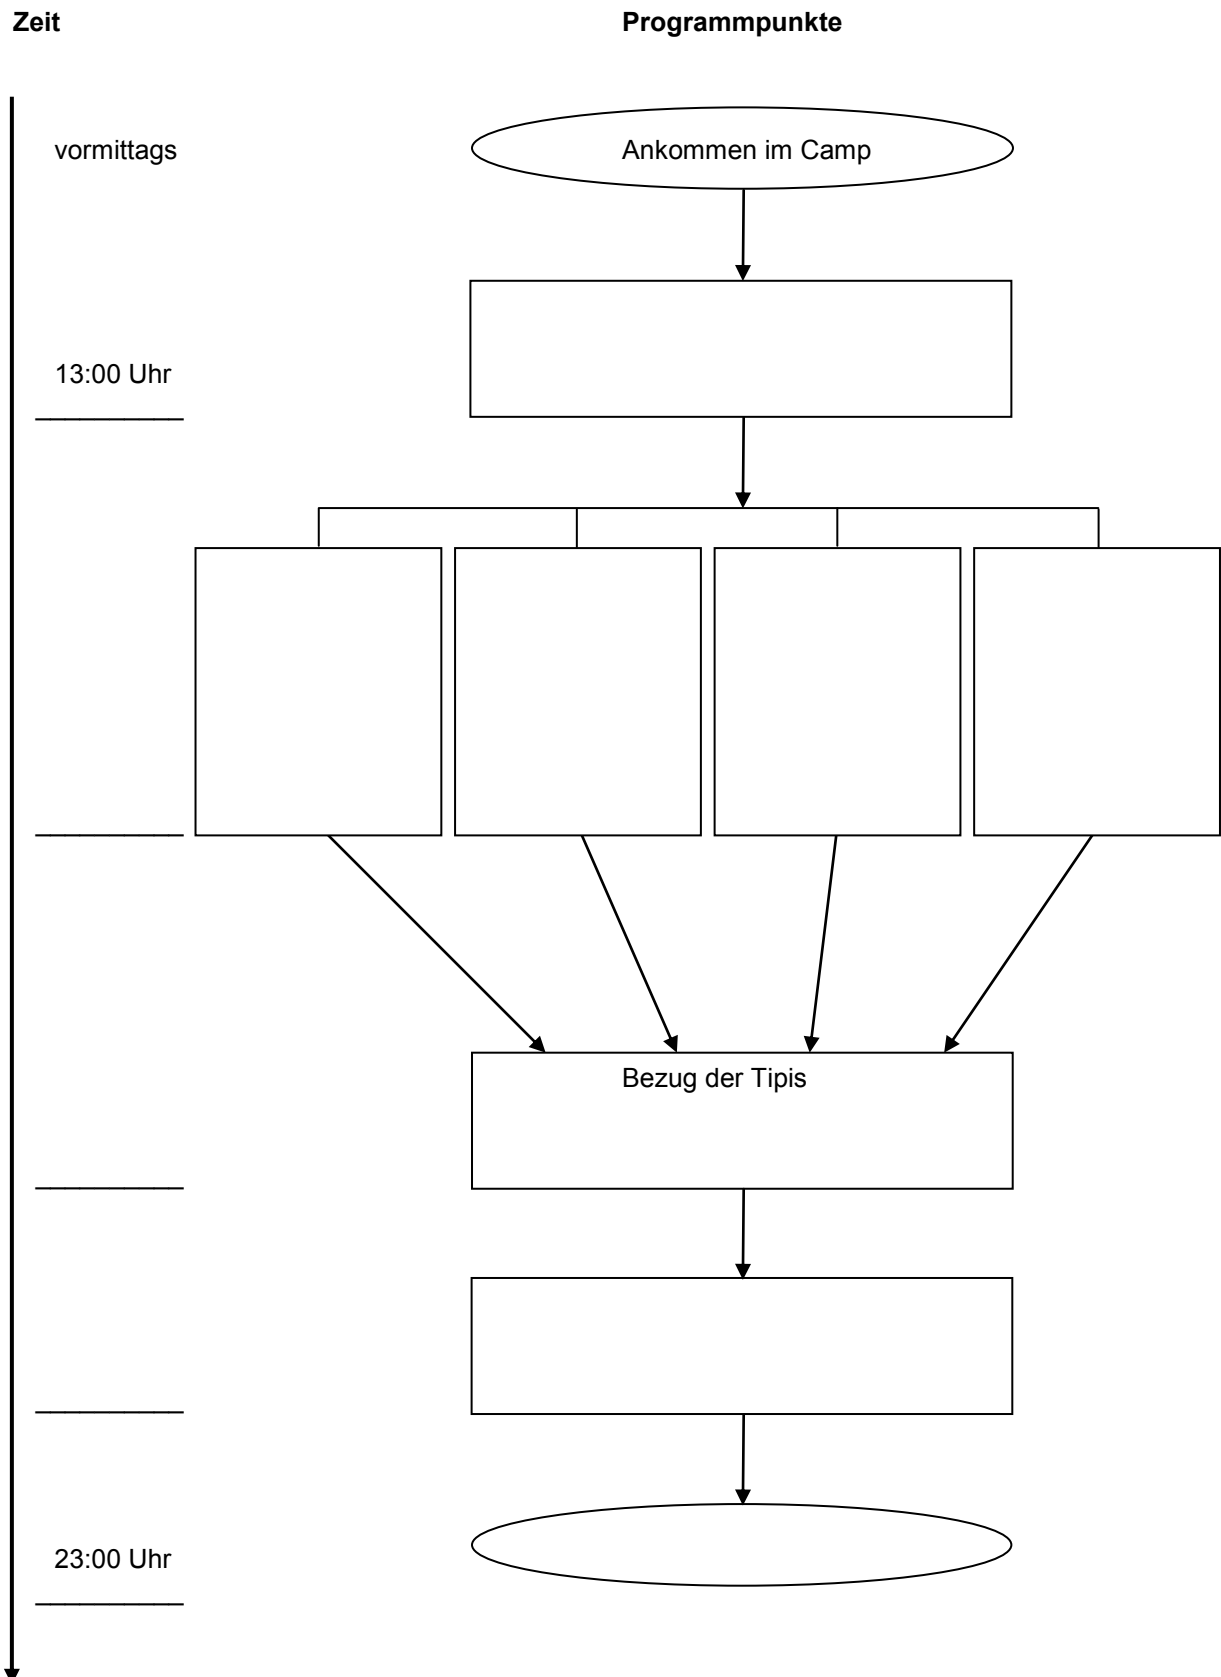 Zeit Programmpunkte
vormittags Ankommen im Camp
13:00 Uhr
Bezug der Tipis
23:00 Uhr